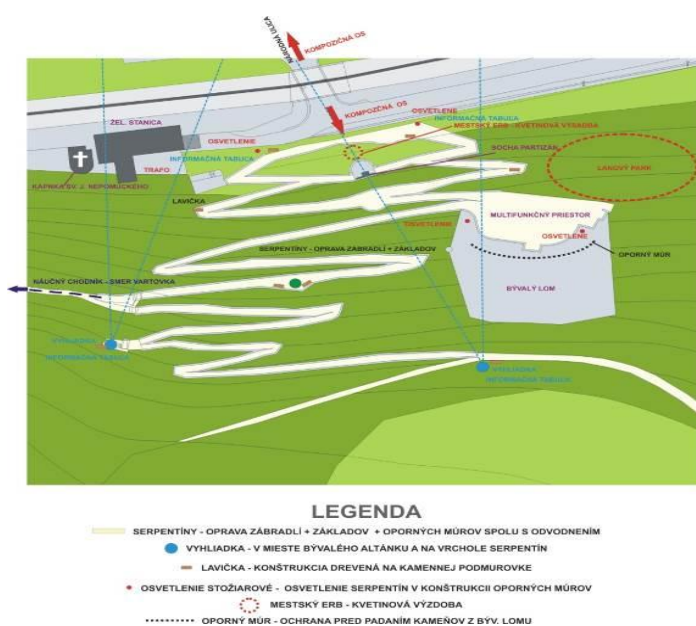 NÁRODNÁ ULICA
KOMPOZIČNÁ OS
KOMPOZIČNÁ OS
OSVETLENIE
INFORMAČNÁ TABUĽA
MESTSKÝ ERB - KVETINOVÁ VÝSADBA
ŽEL. STANICA
OSVETLENIE
SOCHA PARTIZÁN
INFORMAČNÁ TABUĽA
TRAFO
LANOVÝ PARK
KAPLNKA SV. J. NEPOMUCKÉHO
LAVIČKA
MULTIFUNKČNÝ PRIESTOR
OSVETLENIE
OSVETLENIE
SERPENTÍNY - OPRAVA ZÁBRADLÍ + ZÁKLADOV
OPORNÝ MÚR
NÁUČNÝ CHODNÍK - SMER VARTOVKA
BÝVALÝ LOM
VYHLIADKA
INFORMAČNÁ TABUĽA
VYHLIADKA
INFORMAČNÁ TABUĽA
LEGENDA
SERPENTÍNY - OPRAVA ZÁBRADLÍ + ZÁKLADOV + OPORNÝCH MÚROV SPOLU S ODVODNENÍM
VYHLIADKA - V MIESTE BÝVALÉHO ALTÁNKU A NA VRCHOLE SERPENTÍN
LAVIČKA - KONŠTRUKCIA DREVENÁ NA KAMENNEJ PODMUROVKE
OSVETLENIE STOŽIAROVÉ - OSVETLENIE SERPENTÍN V KONŠTRUKCII OPORNÝCH MÚROV
MESTSKÝ ERB - KVETINOVÁ VÝZDOBA
OPORNÝ MÚR - OCHRANA PRED PADANÍM KAMEŇOV Z BÝV. LOMU